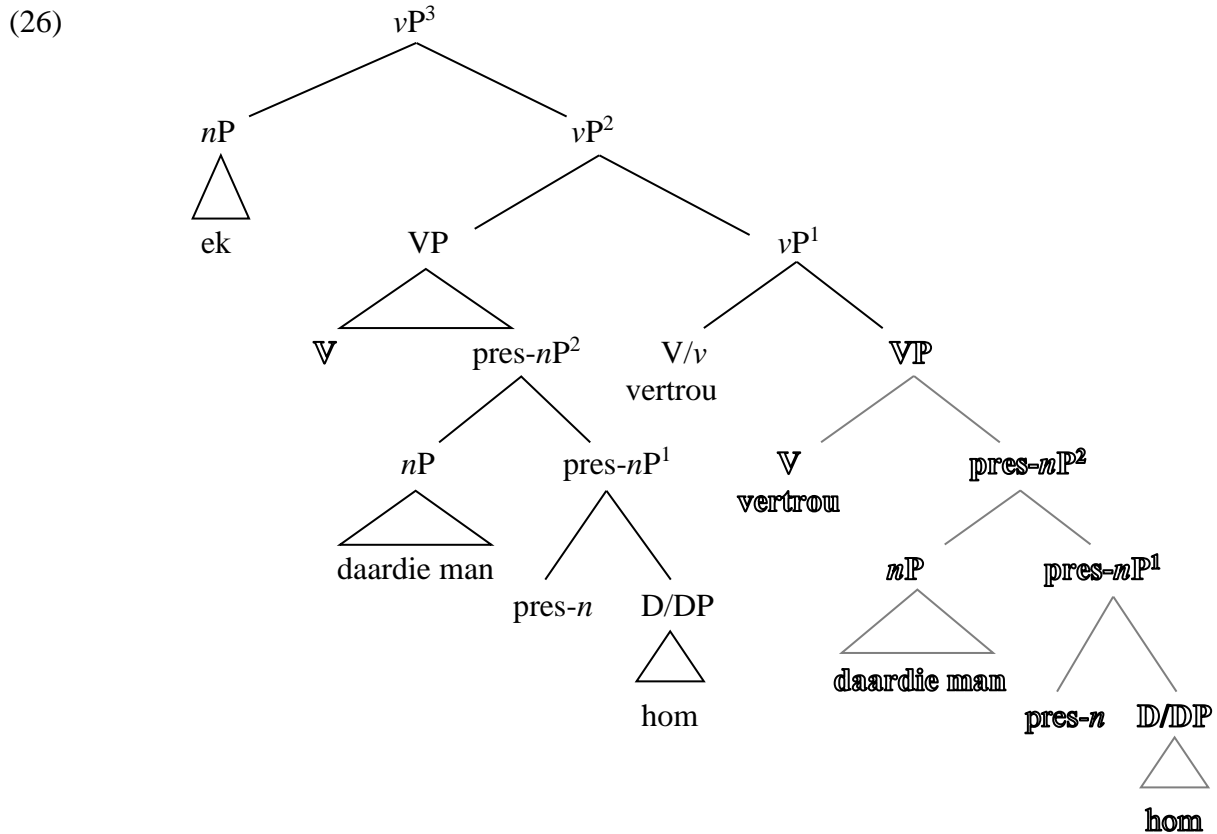 (26) vP³
nP vP²
ek VP vP¹
V pres-nP² V/v VP
vertrou
nP pres-nP¹ V pres-nP²
vertrou
daardie man pres-n D/DP nP pres-nP¹
hom daardie man pres-n D/DP
hom